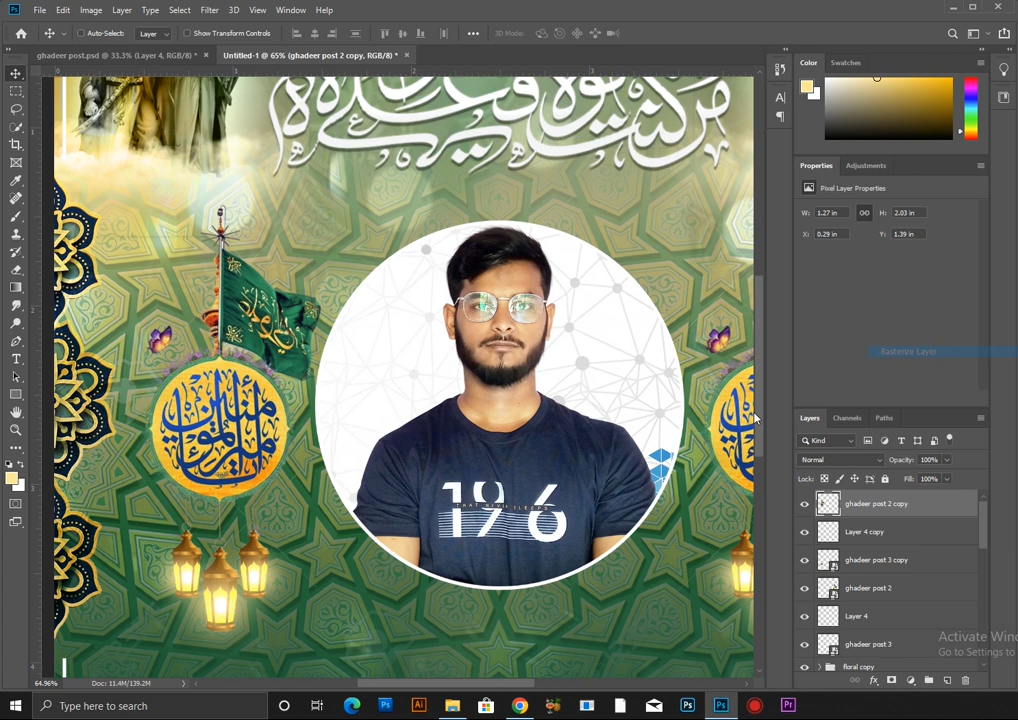 File Edit Image Layer Type Select Filter 3D View Window Help
Auto-Select: Layer Show Transform Controls 3D Mode:
ghadeer post.psd @ 33.3% (Layer 4, RGB/8) * × Untitled-1 @ 65% (ghadeer post 2 copy, RGB/8) * ×
Color Swatches
Properties Adjustments
Pixel Layer Properties
W: 1.27 in H: 2.03 in
X: 0.29 in Y: 1.39 in
Rasterize Layer
THAT NEVER SLEEPS
Layers Channels Paths
Kind
Normal Opacity: 100%
Lock: Fill: 100%
ghadeer post 2 copy
Layer 4 copy
ghadeer post 3 copy
ghadeer post 2
Layer 4
ghadeer post 3
floral copy
Activate Wind
Go to Settings to
64.96% Doc: 11.4M/139.2M
Type here to search